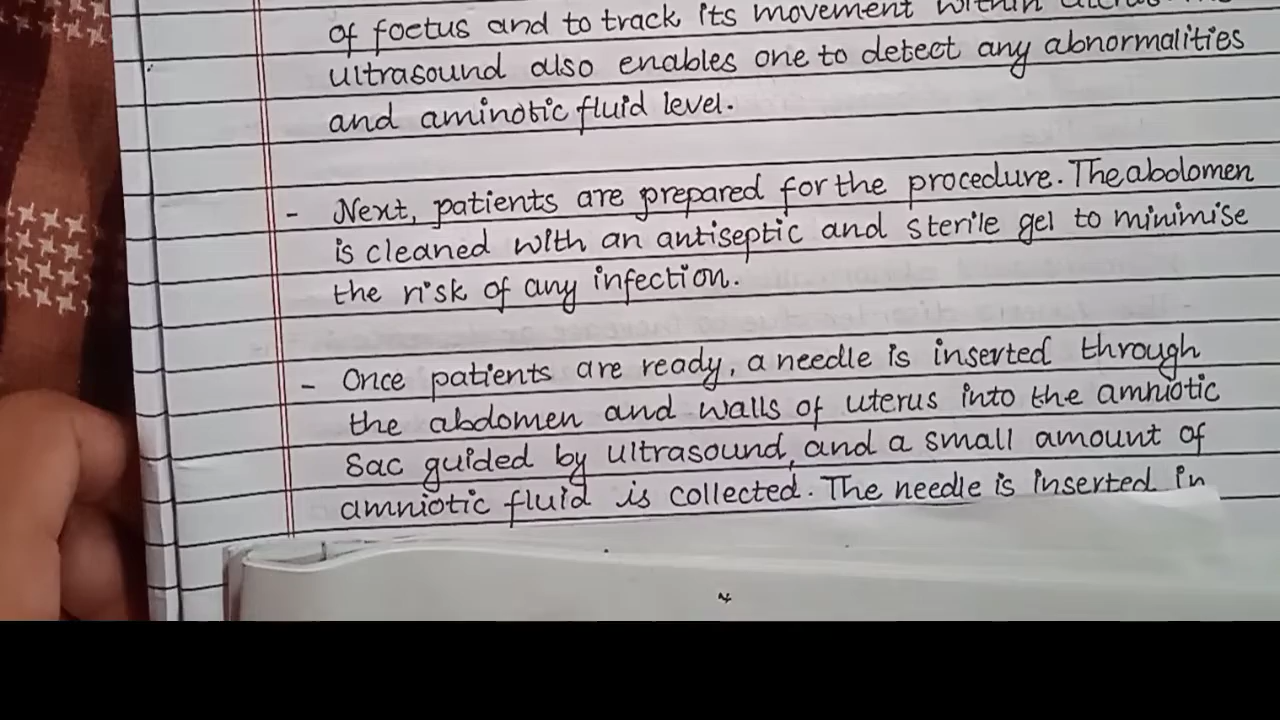 of foetus and to track its movement within
ultrasound also enables one to detect any abnormalities
and aminotic fluid level.
- Next, patients are prepared for the procedure. The abdomen
is cleaned with an antiseptic and sterile gel to minimise
the risk of any infection.
- Once patients are ready, a needle is inserted through
the abdomen and walls of uterus into the amniotic
sac guided by ultrasound, and a small amount of
amniotic fluid is collected. The needle is inserted in